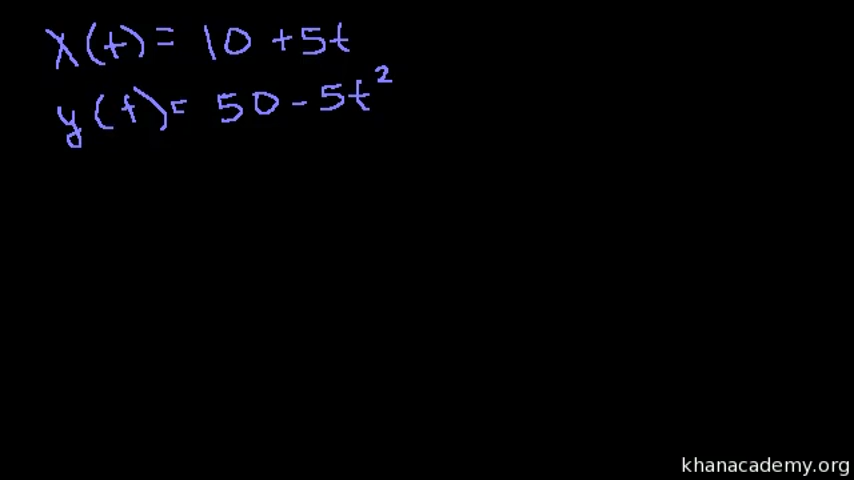 x(t) = 10 + 5t
y(t) = 50 - 5t²
khanacademy.org